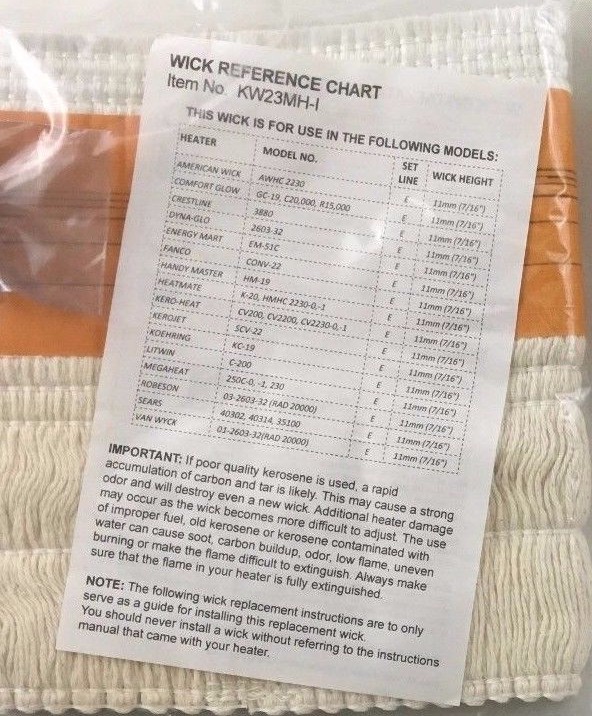 WICK REFERENCE CHART
Item No. KW23MH-I
THIS WICK IS FOR USE IN THE FOLLOWING MODELS:
HEATER MODEL NO. SET LINE WICK HEIGHT
AMERICAN WICK AWHC 2230 E 11mm (7/16")
COMFORT GLOW GC-19, C20,000, R15,000 E 11mm (7/16")
CRESTLINE 3880 E 11mm (7/16")
DYNA-GLO 2603-32 E 11mm (7/16")
ENERGY MART EM-51C E 11mm (7/16")
FANCO CONV-22 E 11mm (7/16")
HANDY MASTER HM-19 E 11mm (7/16")
HEATMATE K-20, HMHC 2230-0,-1 E 11mm (7/16")
KERO-HEAT CV200, CV2200, CV2230-0,-1 E 11mm (7/16")
KEROJET SCV-22 E 11mm (7/16")
KOEHRING KC-19 E 11mm (7/16")
LITWIN C-200 E 11mm (7/16")
MEGAHEAT 250C-0, -1, 230 E 11mm (7/16")
ROBESON 03-2603-32 (RAD 20000) E 11mm (7/16")
SEARS 40302, 40314, 35100 E 11mm (7/16")
VAN WYCK 01-2603-32(RAD 20000) E 11mm (7/16")
IMPORTANT: If poor quality kerosene is used, a rapid
accumulation of carbon and tar is likely. This may cause a strong
odor and will destroy even a new wick. Additional heater damage
may occur as the wick becomes more difficult to adjust. The use
of improper fuel, old kerosene or kerosene contaminated with
water can cause soot, carbon buildup, odor, low flame, uneven
burning or make the flame difficult to extinguish. Always make
sure that the flame in your heater is fully extinguished.
NOTE: The following wick replacement instructions are to only
serve as a guide for installing this replacement wick.
You should never install a wick without referring to the instructions
manual that came with your heater.